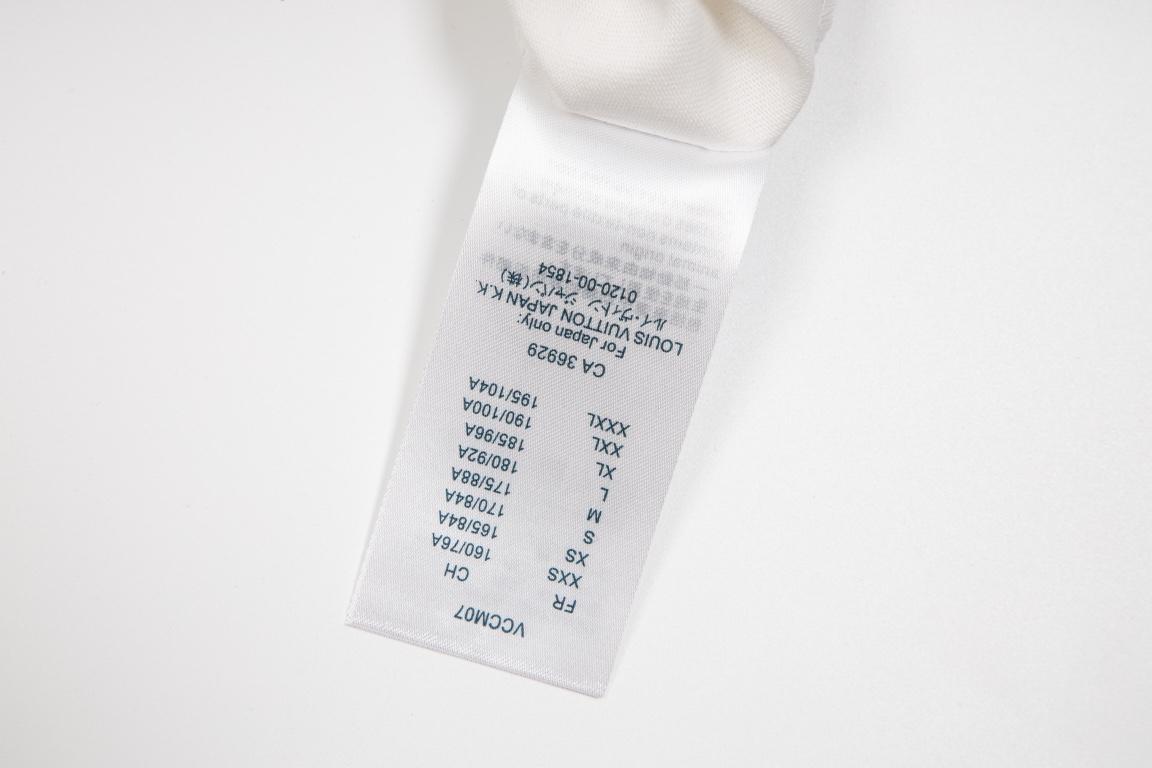 VCCM07
FR CH
XXS 160/76A
XS 165/84A
S 170/84A
M 175/88A
L 180/92A
XL 185/96A
XXL 190/100A
XXXL 195/104A
CA 36929
For Japan only:
LOUIS VUITTON JAPAN K.K.
ルイ・ヴィトン ジャパン(株)
0120-00-1854